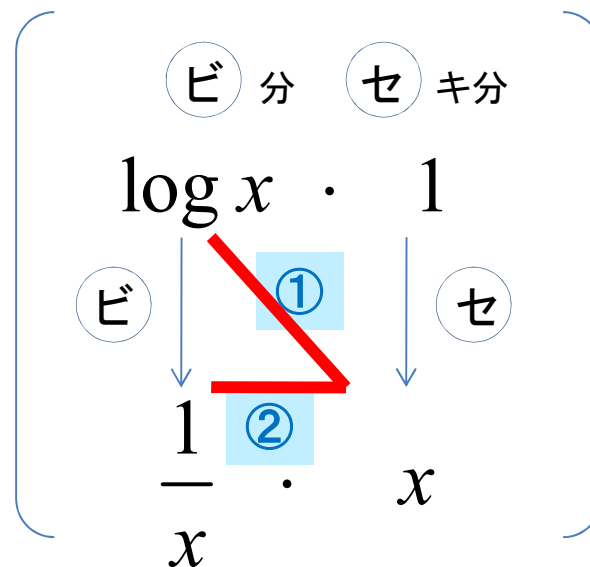 ビ 分 セ キ分
log x · 1
ビ ① セ
②
1/x · x